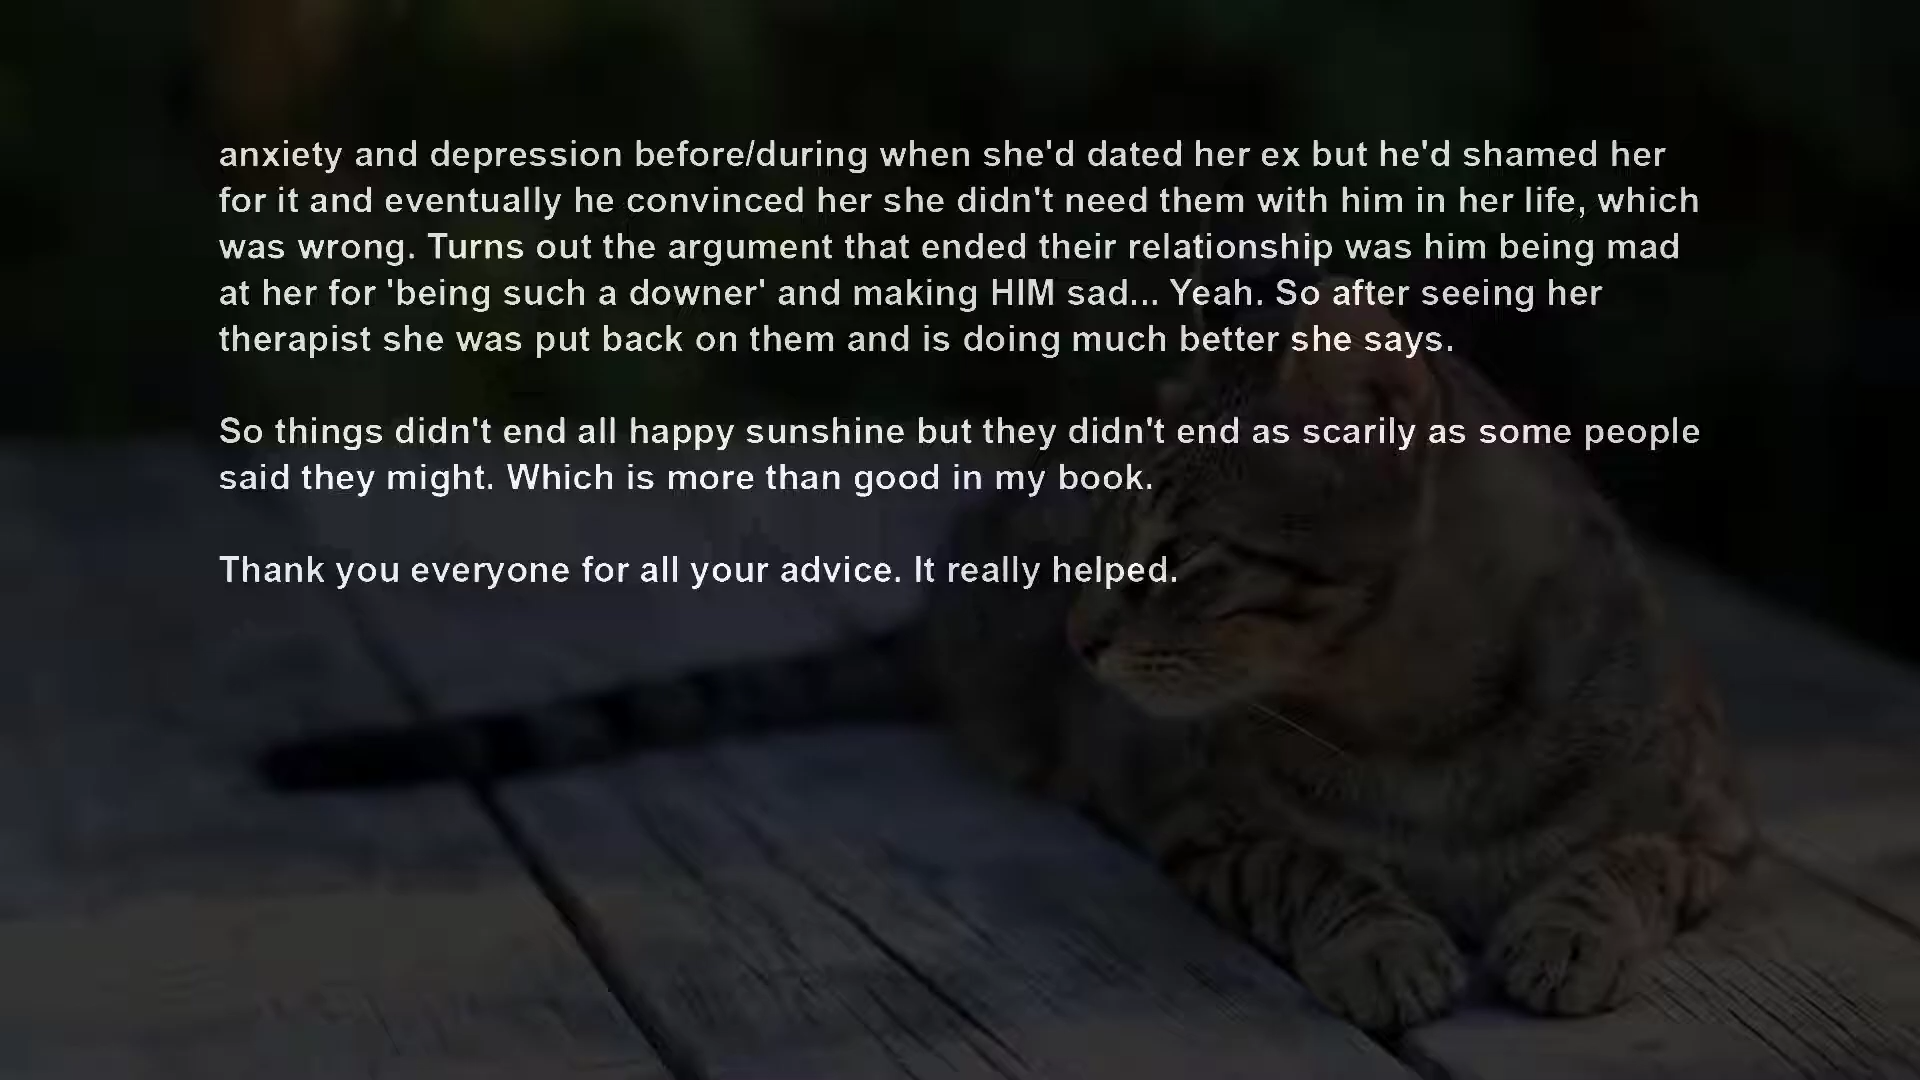 anxiety and depression before/during when she'd dated her ex but he'd shamed her
for it and eventually he convinced her she didn't need them with him in her life, which
was wrong. Turns out the argument that ended their relationship was him being mad
at her for 'being such a downer' and making HIM sad... Yeah. So after seeing her
therapist she was put back on them and is doing much better she says.
So things didn't end all happy sunshine but they didn't end as scarily as some people
said they might. Which is more than good in my book.
Thank you everyone for all your advice. It really helped.